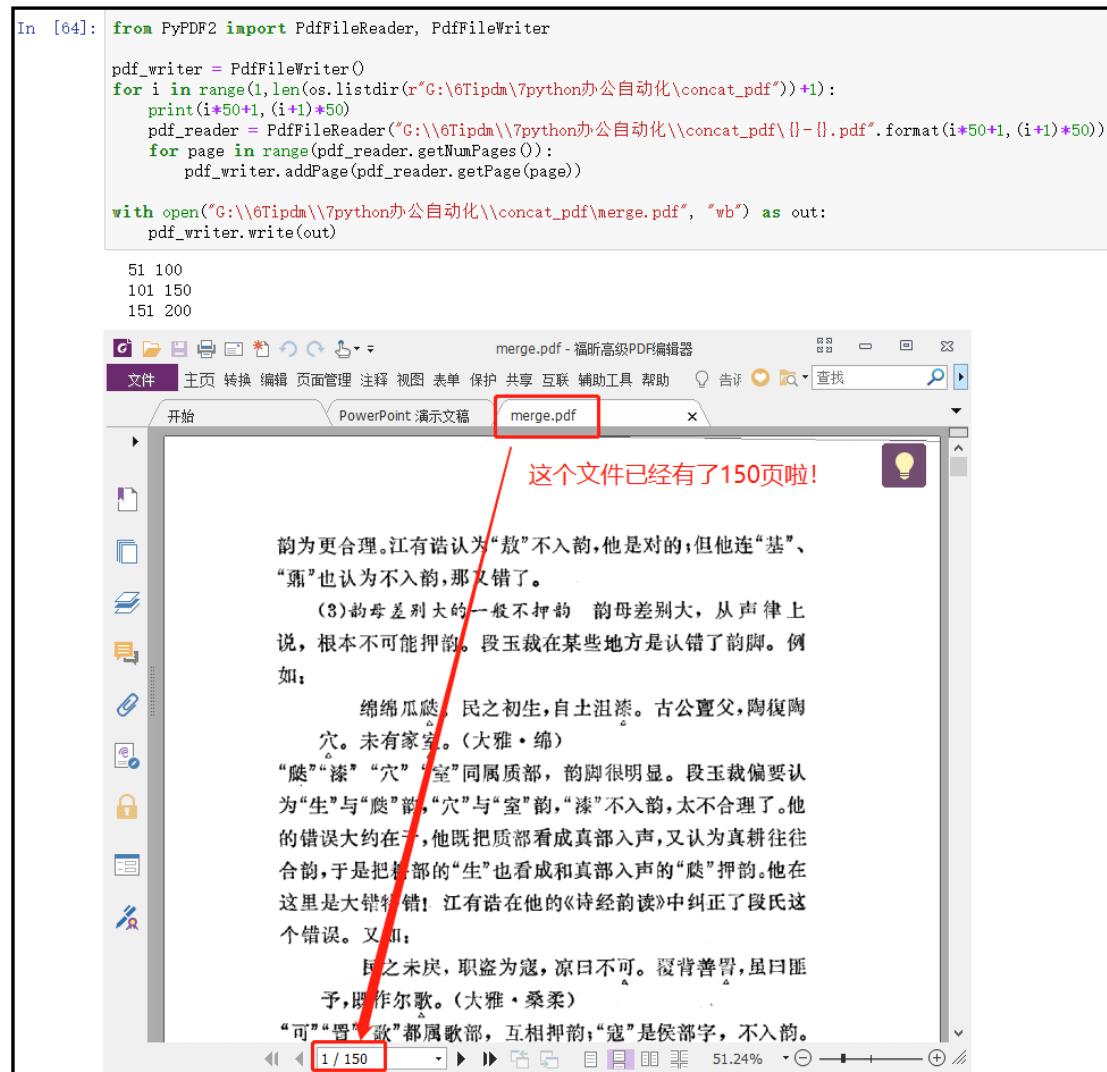 In [64]: from PyPDF2 import PdfFileReader, PdfFileWriter
pdf_writer = PdfFileWriter()
for i in range(1,len(os.listdir(r"G:\6Tipdm\7python办公自动化\concat_pdf"))+1):
    print(i*50+1,(i+1)*50)
    pdf_reader = PdfFileReader("G:\\6Tipdm\\7python办公自动化\\concat_pdf\{}-{}.pdf".format(i*50+1,(i+1)*50))
    for page in range(pdf_reader.getNumPages()):
        pdf_writer.addPage(pdf_reader.getPage(page))
with open("G:\\6Tipdm\\7python办公自动化\\concat_pdf\merge.pdf", "wb") as out:
    pdf_writer.write(out)
51 100
101 150
151 200
merge.pdf - 福昕高级PDF编辑器
文件 主页 转换 编辑 页面管理 注释 视图 表单 保护 共享 互联 辅助工具 帮助 告诉 查找
开始 PowerPoint 演示文稿 merge.pdf
这个文件已经有了150页啦!
韵为更合理。江有诰认为“敖”不入韵,他是对的;但他连“基”、
“鼒”也认为不入韵,那又错了。
(3)韵母差别大的一般不押韵 韵母差别大，从声律上
说，根本不可能押韵。段玉裁在某些地方是认错了韵脚。例
如:
绵绵瓜瓞。民之初生,自土沮漆。古公亶父,陶復陶
穴。未有家室。(大雅·绵)
“瓞”“漆”“穴”“室”同属质部，韵脚很明显。段玉裁偏要认
为“生”与“瓞”韵,“穴”与“室”韵,“漆”不入韵,太不合理了。他
的错误大约在于,他既把质部看成真部入声,又认为真耕往往
合韵,于是把耕部的“生”也看成和真部入声的“瓞”押韵。他在
这里是大错特错! 江有诰在他的《诗经韵读》中纠正了段氏这
个错误。又如:
民之未戾，职盗为寇,凉曰不可。覆背善詈,虽曰匪
予,既作尔歌。(大雅·桑柔)
“可”“詈”“歌”都属歌部，互相押韵;“寇”是侯部字，不入韵。
1 / 150 51.24%